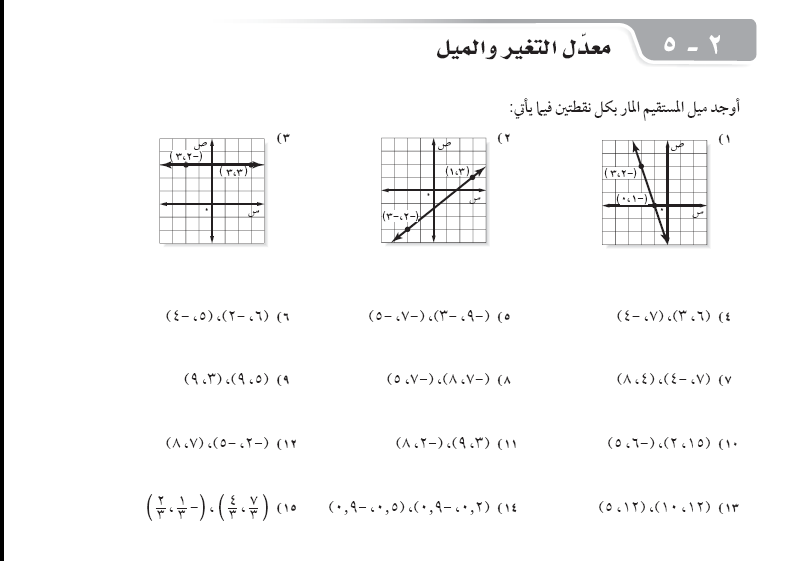 ٢ - ٥ معدّل التغير والميل
أوجد ميل المستقيم المار بكل نقطتين فيما يأتي:
١) ص س (-٢، ٣) (-١، ٠) ٠
٢) ص س (٣، ١) (-٢، -٣) ٠
٣) ص س (-٢، ٣) (٣، ٣) ٠
٤) (٦، ٣)، (٧، -٤)
٥) (-٩، -٣)، (-٧، -٥)
٦) (٦، -٢)، (٥، -٤)
٧) (٧، -٤)، (٤، ٨)
٨) (-٧، ٨)، (-٧، ٥)
٩) (٥، ٩)، (٣، ٩)
١٠) (١٥، ٢)، (-٦، ٥)
١١) (٣، ٩)، (-٢، ٨)
١٢) (-٢، -٥)، (٧، ٨)
١٣) (١٢، ١٠)، (١٢، ٥)
١٤) (٠,٢، -٠,٩)، (٠,٥، -٠,٩)
١٥) (٧/٣، ٤/٣)، (-١/٣، ٢/٣)